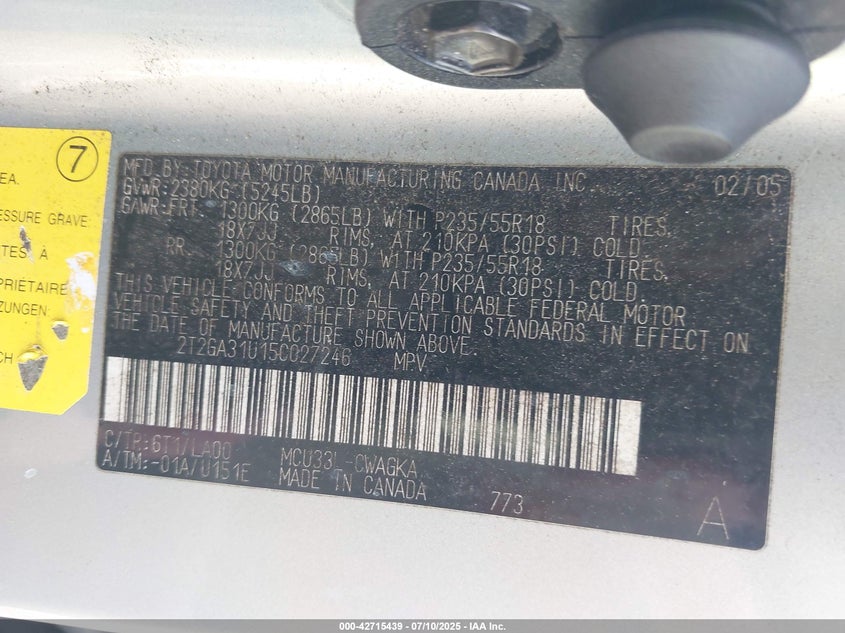 7
EA.
ESSURE GRAVE.
TES À
PRIÉTAIRE
ZUNGEN:
CH
MFD. BY: TOYOTA MOTOR MANUFACTURING CANADA INC. 02/05
GVWR: 2380KG (5245LB)
GAWR: FRT. 1300KG (2865LB) WITH P235/55R18 TIRES,
18X7JJ RIMS, AT 210KPA (30PSI) COLD.
RR. 1300KG (2865LB) WITH P235/55R18 TIRES,
18X7JJ RIMS, AT 210KPA (30PSI) COLD.
THIS VEHICLE CONFORMS TO ALL APPLICABLE FEDERAL MOTOR
VEHICLE SAFETY AND THEFT PREVENTION STANDARDS IN EFFECT ON
THE DATE OF MANUFACTURE SHOWN ABOVE.
2T2GA31U15C027246 MPV
C/TR: 6T1/LA00 MCU33L-CWAGKA
A/TM: -01A/U151E MADE IN CANADA 773 A
000-42715439 - 07/10/2025 - IAA Inc.